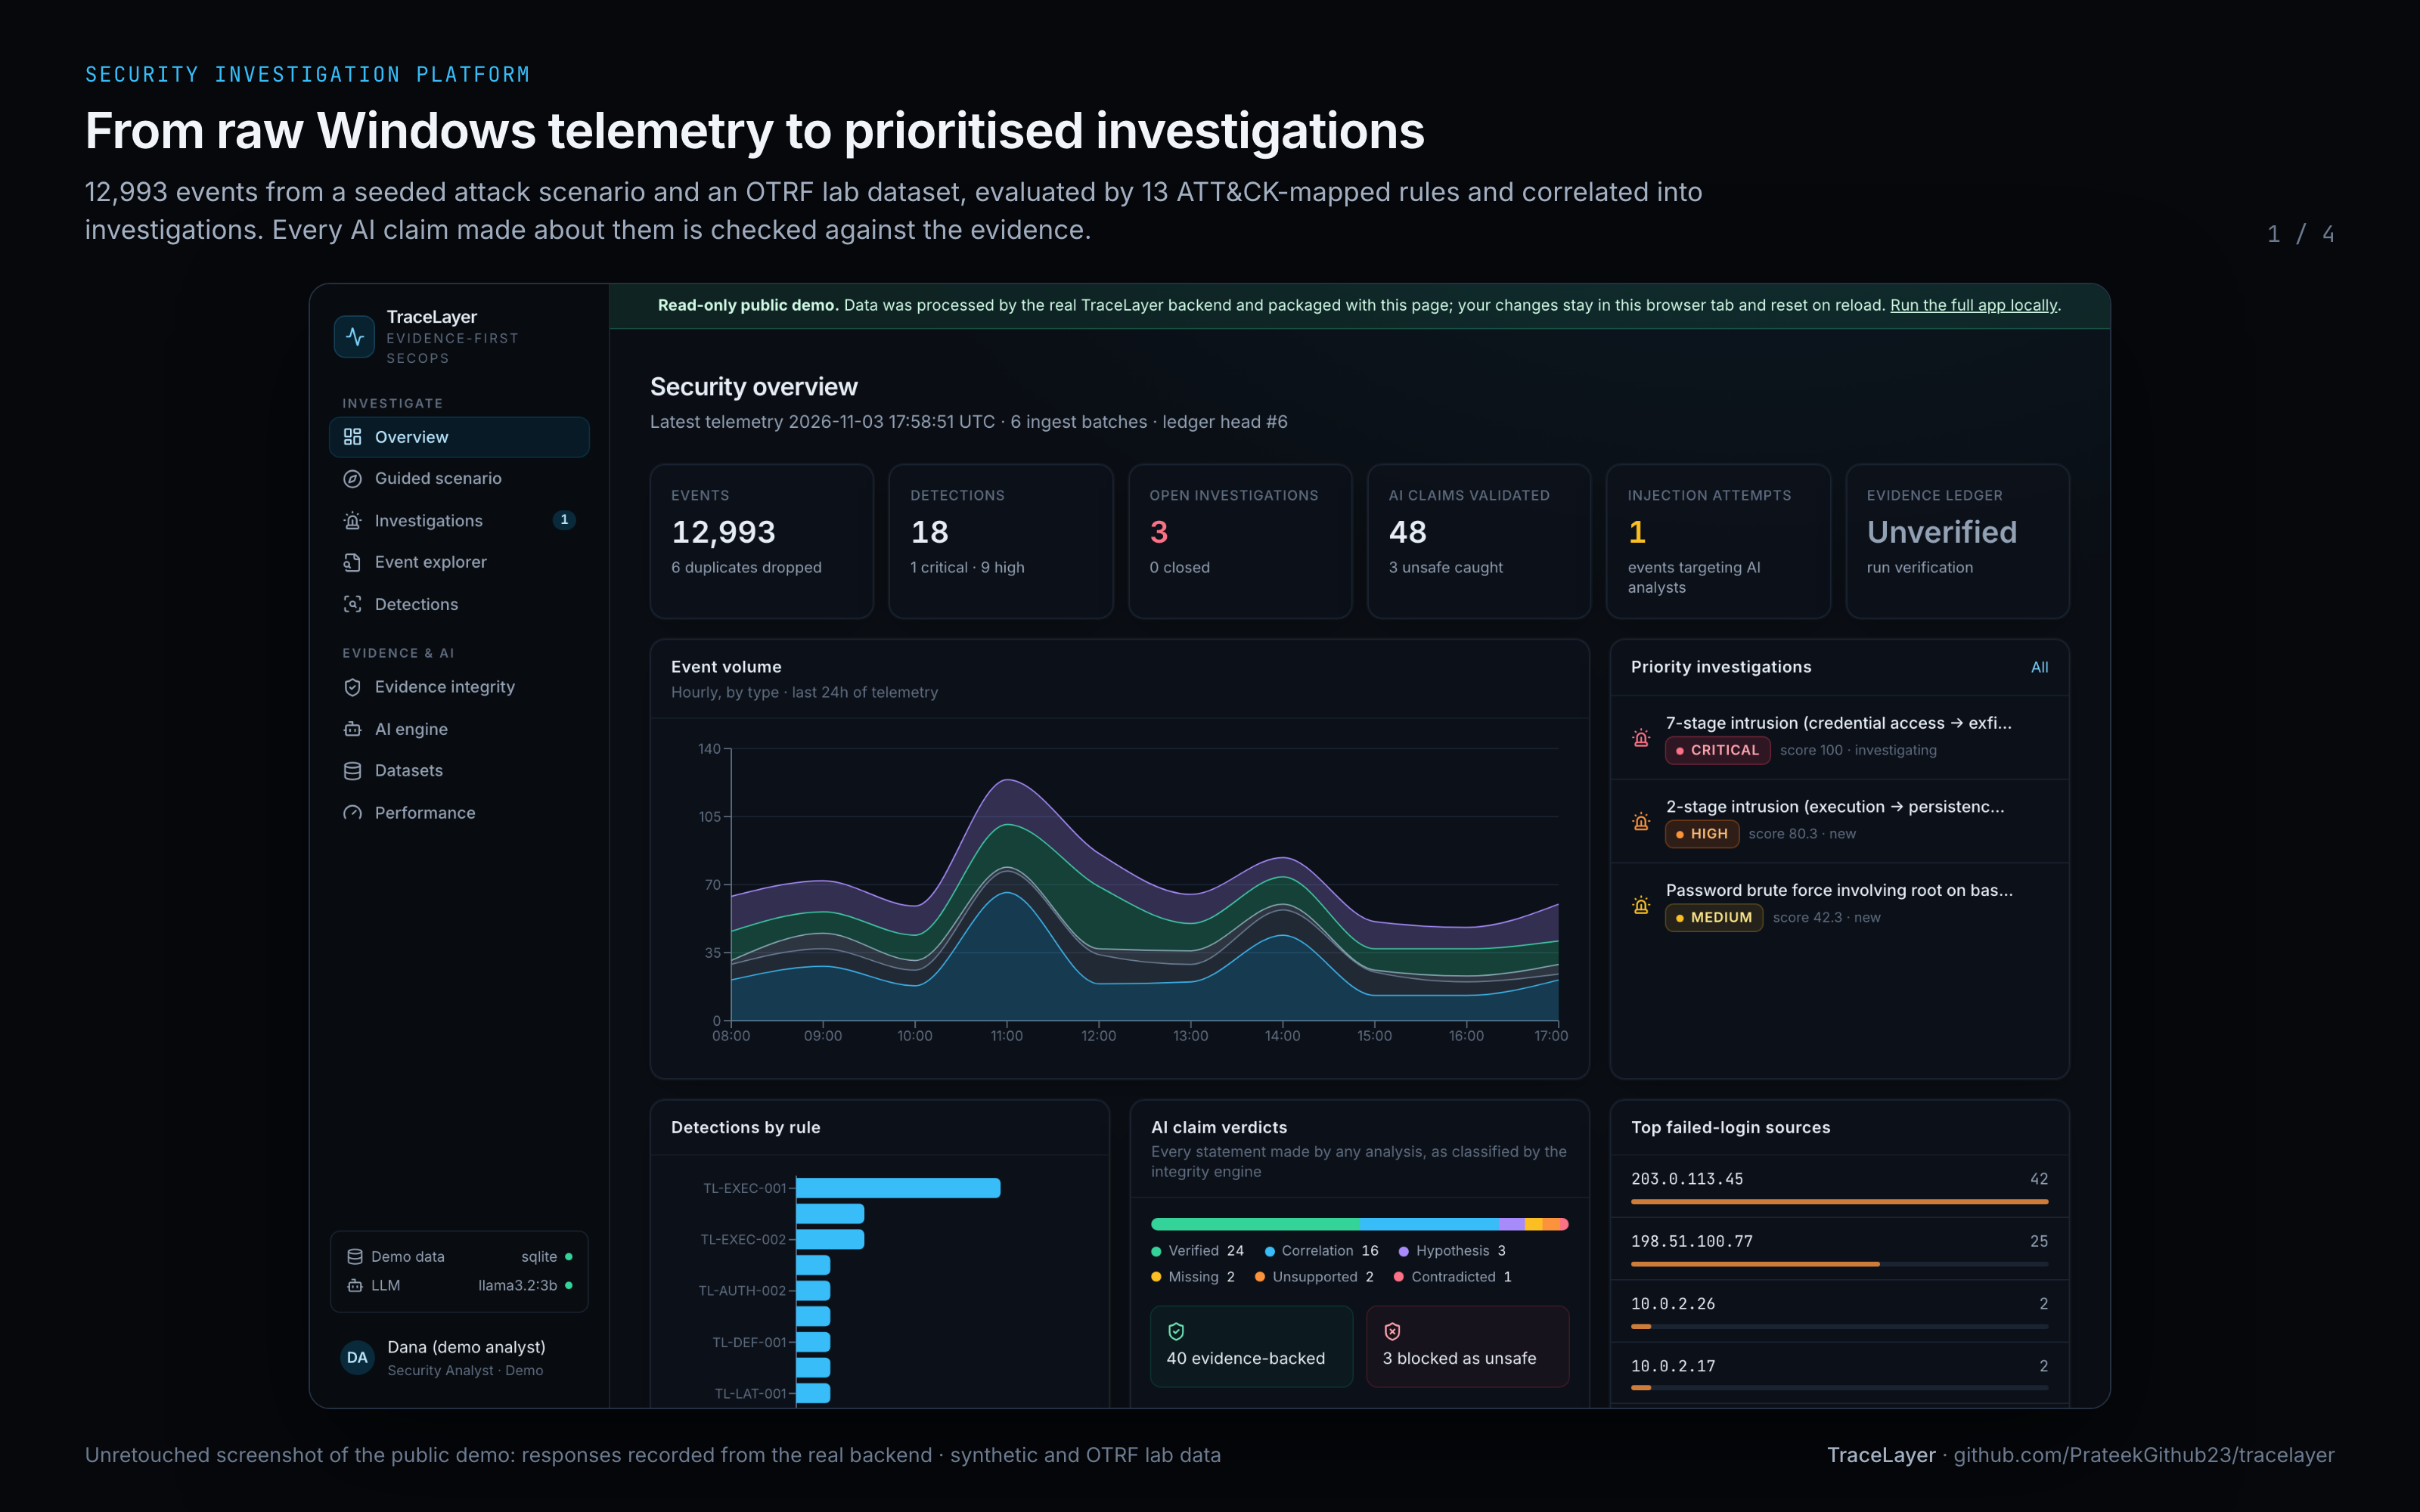 SECURITY INVESTIGATION PLATFORM
From raw Windows telemetry to prioritised investigations
12,993 events from a seeded attack scenario and an OTRF lab dataset, evaluated by 13 ATT&CK-mapped rules and correlated into
investigations. Every AI claim made about them is checked against the evidence.
1 / 4
TraceLayer
EVIDENCE-FIRST
SECOPS
INVESTIGATE
Overview
Guided scenario
Investigations 1
Event explorer
Detections
EVIDENCE & AI
Evidence integrity
AI engine
Datasets
Performance
Demo data sqlite
LLM llama3.2:3b
DA
Dana (demo analyst)
Security Analyst · Demo
Read-only public demo. Data was processed by the real TraceLayer backend and packaged with this page; your changes stay in this browser tab and reset on reload. Run the full app locally.
Security overview
Latest telemetry 2026-11-03 17:58:51 UTC · 6 ingest batches · ledger head #6
EVENTS
12,993
6 duplicates dropped
DETECTIONS
18
1 critical · 9 high
OPEN INVESTIGATIONS
3
0 closed
AI CLAIMS VALIDATED
48
3 unsafe caught
INJECTION ATTEMPTS
1
events targeting AI
analysts
EVIDENCE LEDGER
Unverified
run verification
Event volume
Hourly, by type · last 24h of telemetry
140
105
70
35
0
08:00 09:00 10:00 11:00 12:00 13:00 14:00 15:00 16:00 17:00
Priority investigations All
7-stage intrusion (credential access → exfi...
CRITICAL score 100 · investigating
2-stage intrusion (execution → persistenc...
HIGH score 80.3 · new
Password brute force involving root on bas...
MEDIUM score 42.3 · new
Detections by rule
TL-EXEC-001
TL-EXEC-002
TL-AUTH-002
TL-DEF-001
TL-LAT-001
AI claim verdicts
Every statement made by any analysis, as classified by the
integrity engine
Verified 24 Correlation 16 Hypothesis 3
Missing 2 Unsupported 2 Contradicted 1
40 evidence-backed
3 blocked as unsafe
Top failed-login sources
203.0.113.45 42
198.51.100.77 25
10.0.2.26 2
10.0.2.17 2
Unretouched screenshot of the public demo: responses recorded from the real backend · synthetic and OTRF lab data
TraceLayer · github.com/PrateekGithub23/tracelayer